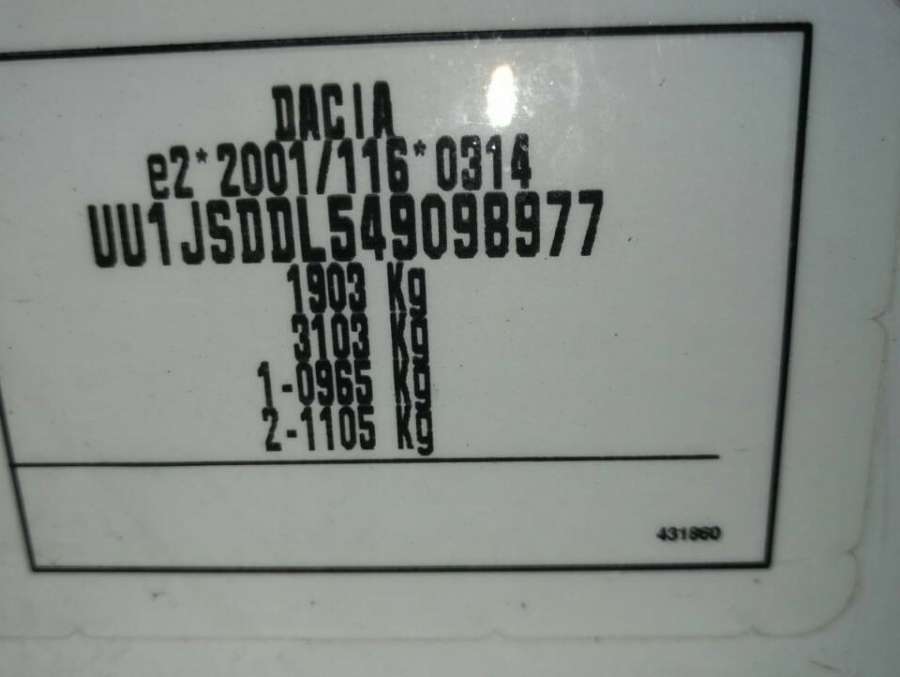 DACIA
e2*2001/116*0314
UU1JSDDL549098977
1903 Kg
3103 Kg
1-0965 Kg
2-1105 Kg
431860